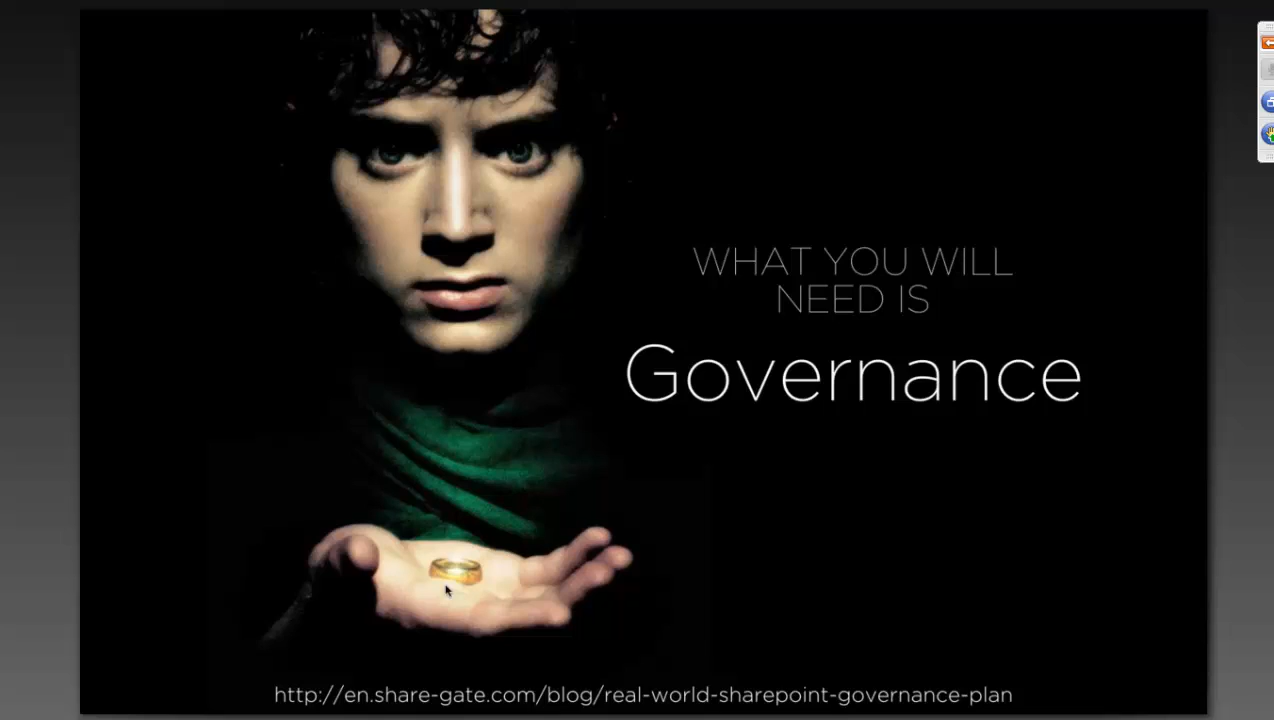 WHAT YOU WILL
NEED IS
Governance
http://en.share-gate.com/blog/real-world-sharepoint-governance-plan